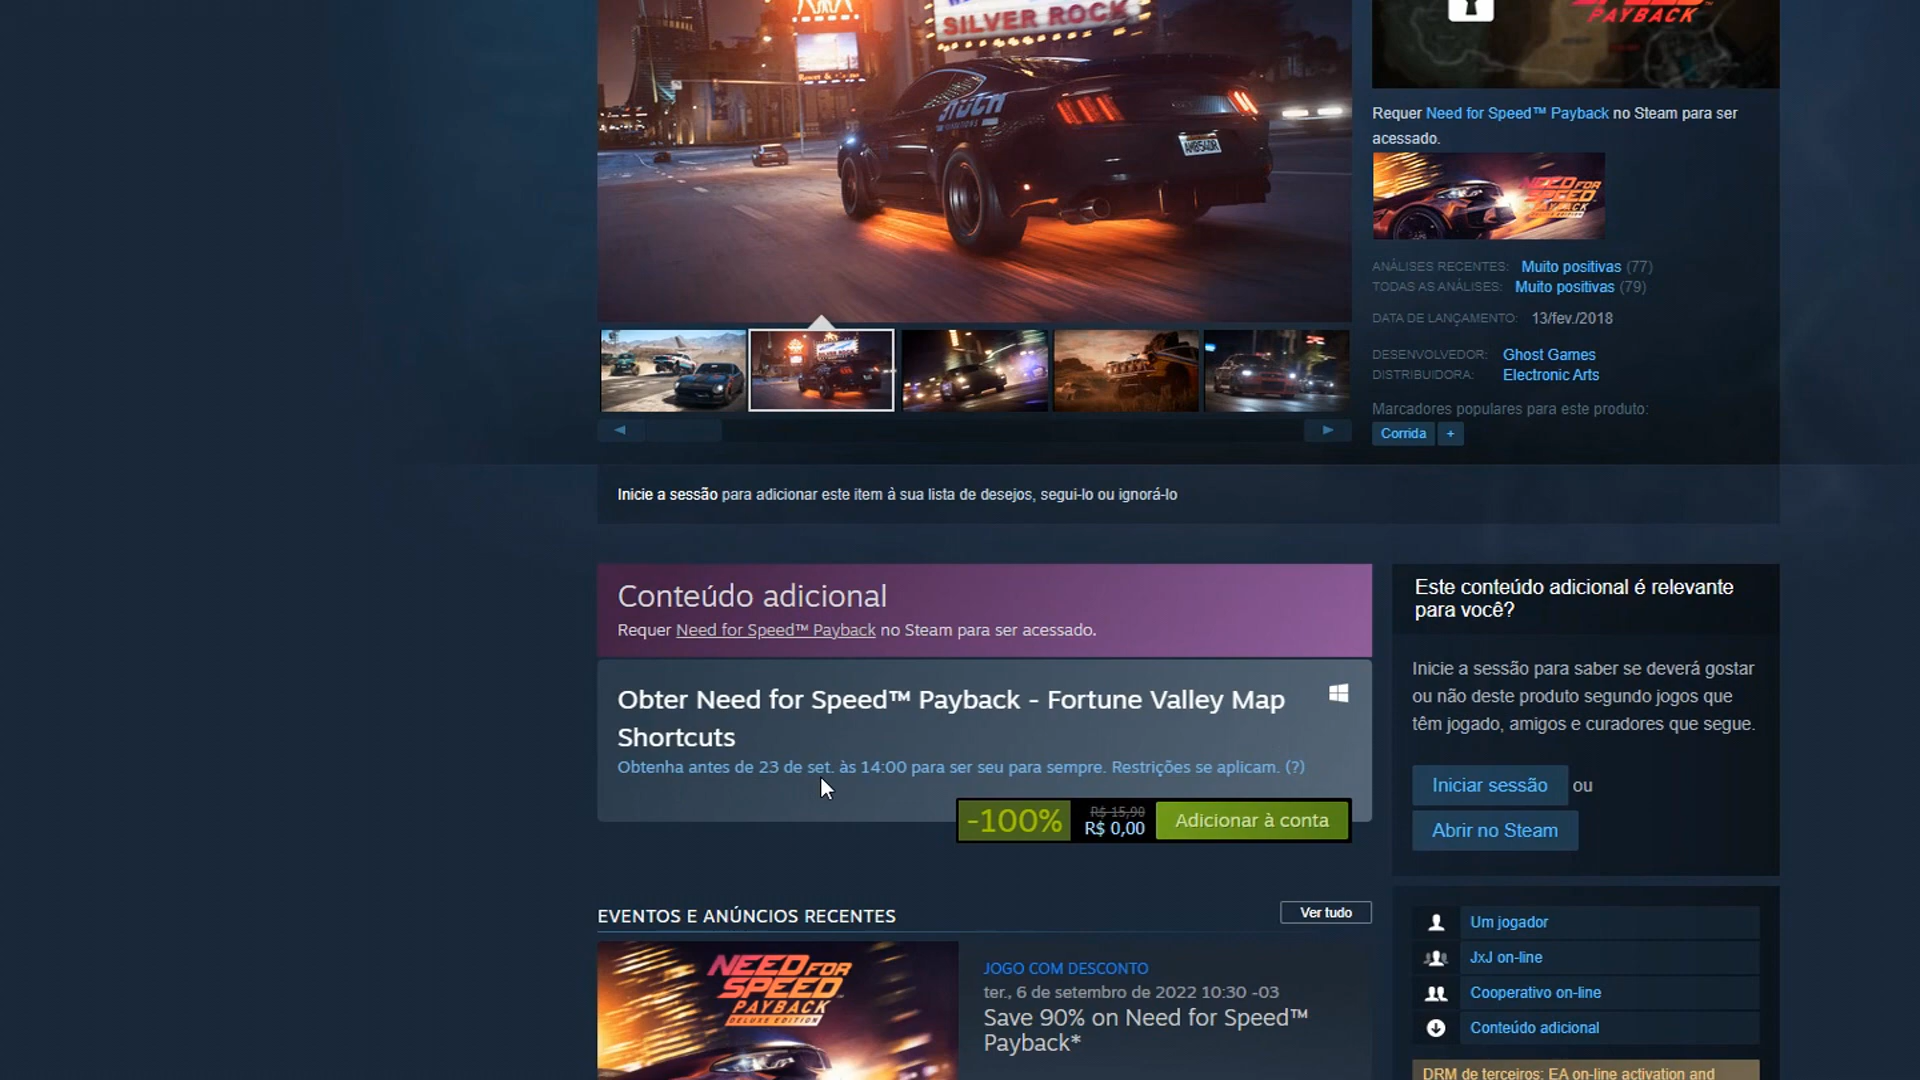 SILVER ROCK
STOCK
AMB54DR
PAYBACK™
Requer Need for Speed™ Payback no Steam para ser
acessado.
NEED FOR
SPEED
PAYBACK
ANÁLISES RECENTES: Muito positivas (77)
TODAS AS ANÁLISES: Muito positivas (79)
DATA DE LANÇAMENTO: 13/fev./2018
DESENVOLVEDOR: Ghost Games
DISTRIBUIDORA: Electronic Arts
Marcadores populares para este produto:
Corrida +
Inicie a sessão para adicionar este item à sua lista de desejos, segui-lo ou ignorá-lo
Conteúdo adicional
Requer Need for Speed™ Payback no Steam para ser acessado.
Obter Need for Speed™ Payback - Fortune Valley Map
Shortcuts
Obtenha antes de 23 de set. às 14:00 para ser seu para sempre. Restrições se aplicam. (?)
-100%
R$ 15,90
R$ 0,00
Adicionar à conta
Este conteúdo adicional é relevante
para você?
Inicie a sessão para saber se deverá gostar
ou não deste produto segundo jogos que
têm jogado, amigos e curadores que segue.
Iniciar sessão ou
Abrir no Steam
EVENTOS E ANÚNCIOS RECENTES
Ver tudo
NEED FOR
SPEED
PAYBACK
DELUXE EDITION
JOGO COM DESCONTO
ter., 6 de setembro de 2022 10:30 -03
Save 90% on Need for Speed™
Payback*
Um jogador
JxJ on-line
Cooperativo on-line
Conteúdo adicional
DRM de terceiros: EA on-line activation and